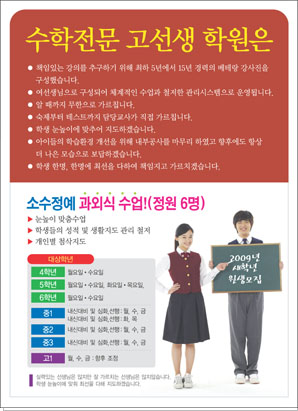 수학전문 고선생 학원은
● 책임있는 강의를 추구하기 위해 최하 5년에서 15년 경력의 베테랑 강사진을
구성했습니다.
● 여선생님으로 구성되어 체계적인 수업과 철저한 관리시스템으로 운영됩니다.
● 알 때까지 무한으로 가르칩니다.
● 숙제부터 테스트까지 담당교사가 직접 가르칩니다.
● 학생 눈높이에 맞추어 지도하겠습니다.
● 아이들의 학습환경 개선을 위해 내부공사를 마무리 하였고 향후에도 항상
더 나은 모습으로 보답하겠습니다.
● 학생 한명, 한명에 최선을 다하여 책임지고 가르치겠습니다.
소수정예 과외식 수업!(정원 6명)
▶ 눈높이 맞춤수업
▶ 학생들의 성적 및 생활지도 관리 철저
▶ 개인별 첨삭지도
대상학년
4학년 월요일・수요일
5학년 월요일・수요일, 화요일・목요일,
6학년 월요일・수요일
중1 내신대비 및 심화,선행 : 월, 수, 금
내신대비 및 심화,선행 : 화, 목
중2 내신대비 및 심화,선행 : 월, 수, 금
중3 내신대비 및 심화,선행 : 월, 수, 금
고1 월, 수, 금 : 향후 조정
2009년
새학년
원생모집
실력있는 선생님은 많지만 잘 가르치는 선생님은 많지않습니다.
학생 눈높이에 맞춰 최선을 다해 지도하겠습니다.